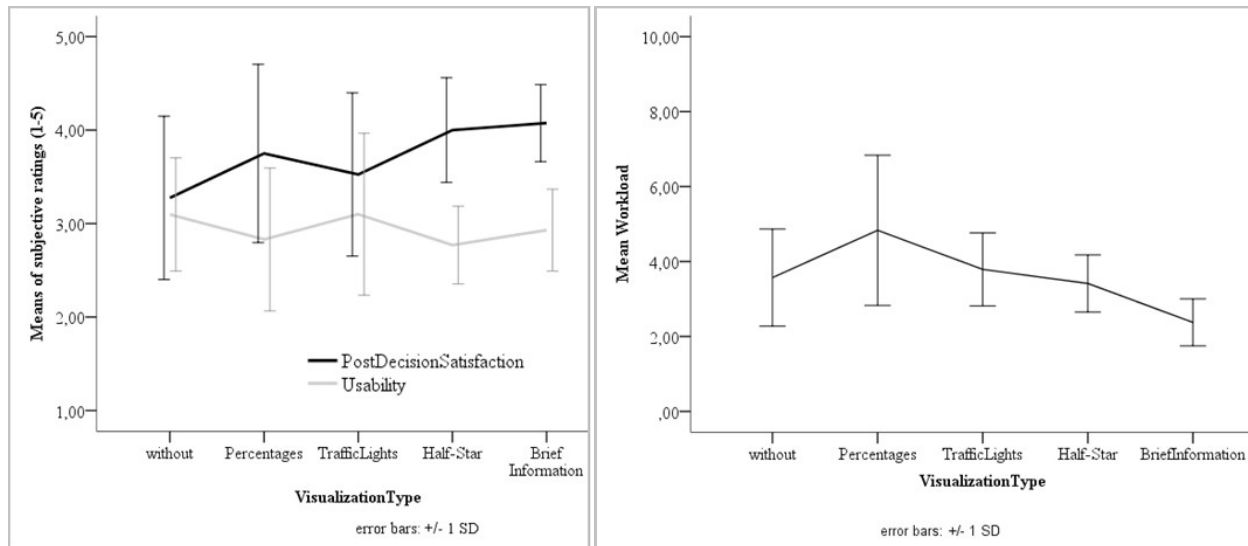 5,00
4,00
3,00
2,00
1,00
Means of subjective ratings (1-5)
PostDecisionSatisfaction
Usability
without
Percentages
TrafficLights
Half-Star
Brief
Information
VisualizationType
error bars: +/- 1 SD
10,00
8,00
6,00
4,00
2,00
,00
Mean Workload
without
Percentages
TrafficLights
Half-Star
BriefInformation
VisualizationType
error bars: +/- 1 SD